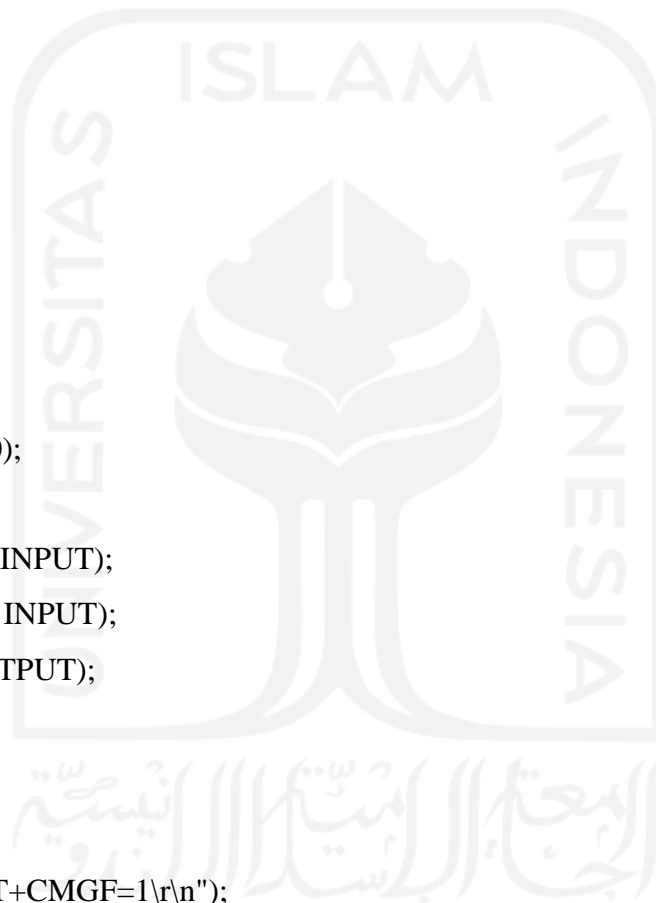 ISLAM
UNIVERSITAS
INDONESIA
);
INPUT);
INPUT);
TPUT);
T+CMGF=1\r\n");